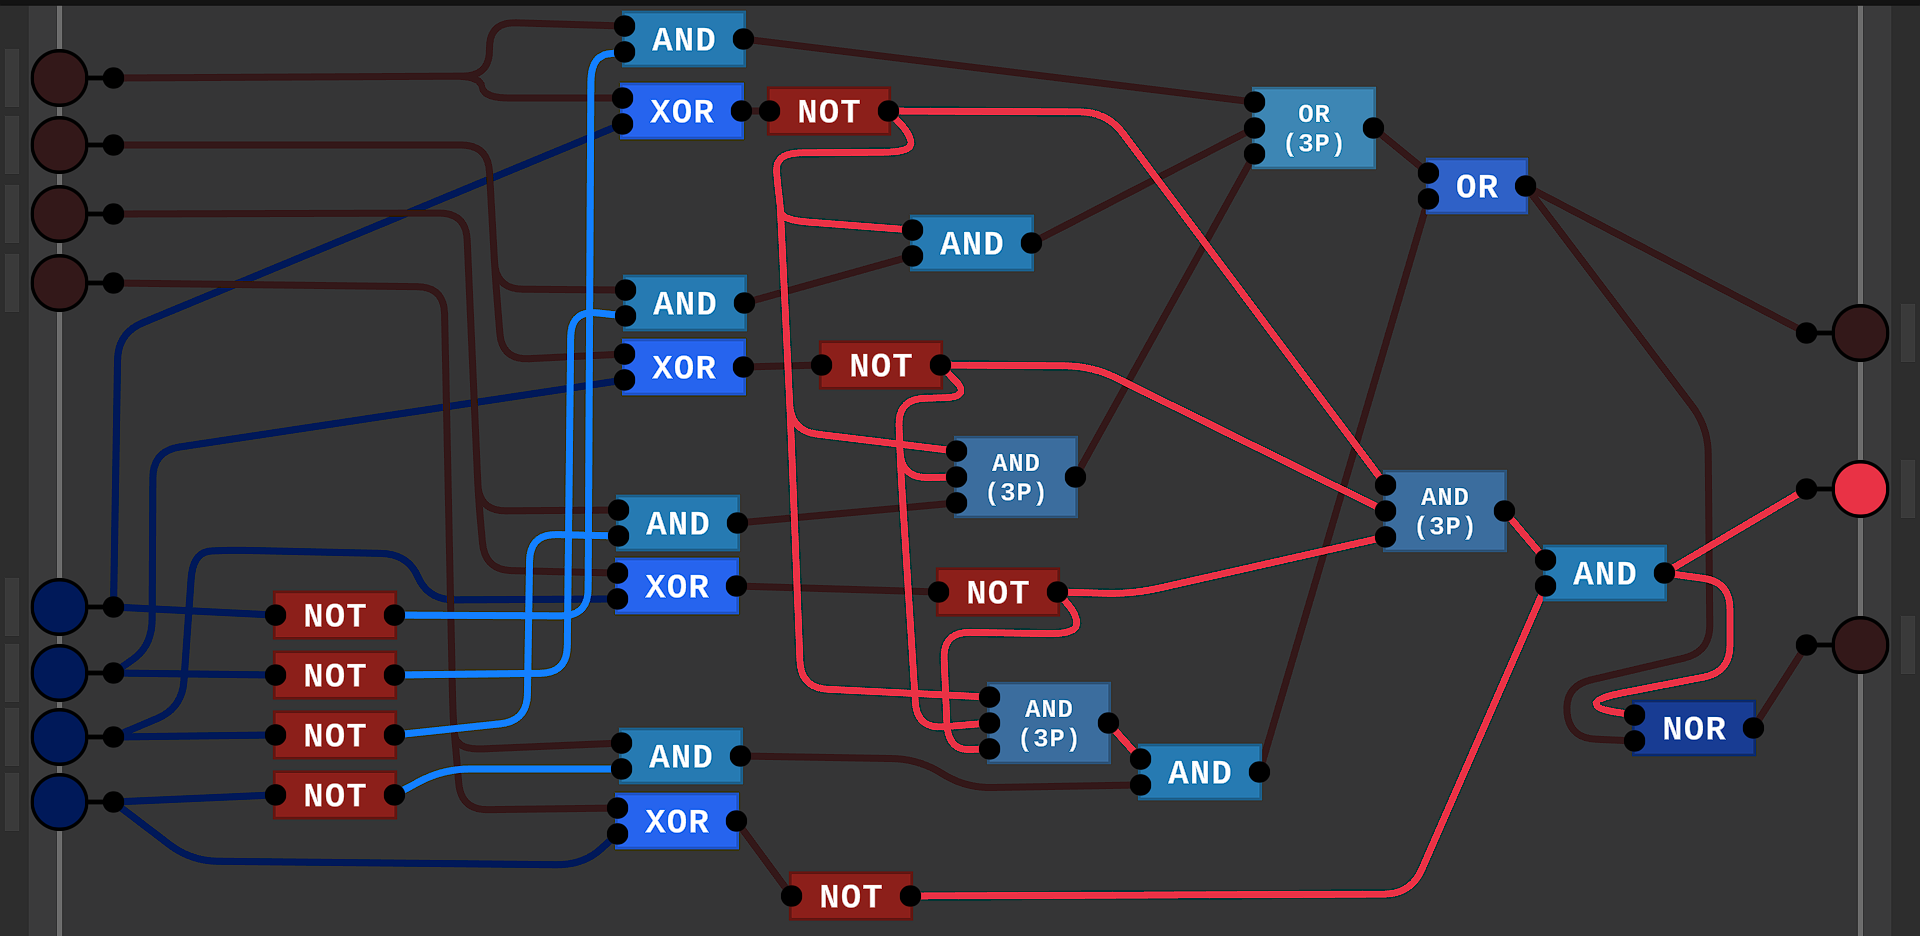 AND
XOR
NOT
OR
(3P)
OR
AND
AND
XOR
NOT
AND
(3P)
AND
XOR
NOT
AND
(3P)
AND
NOT
NOT
NOT
NOT
AND
(3P)
AND
NOR
AND
XOR
NOT